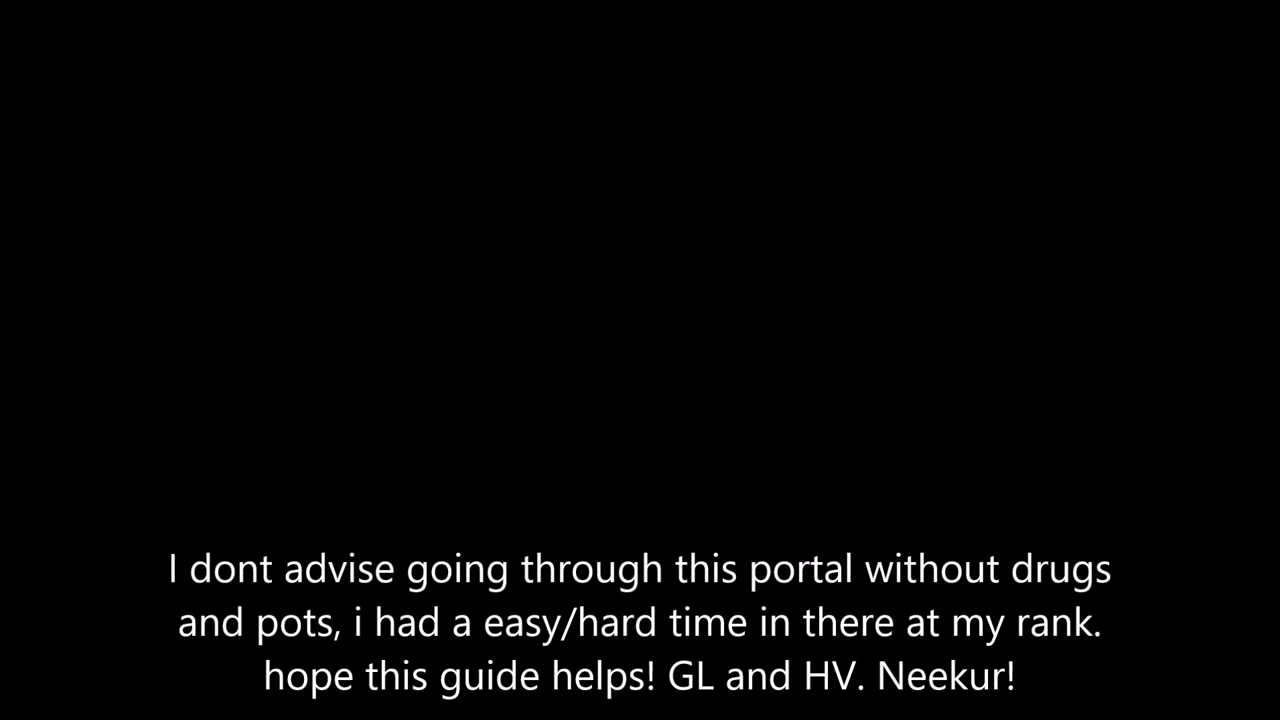 I dont advise going through this portal without drugs
and pots, i had a easy/hard time in there at my rank.
hope this guide helps! GL and HV. Neekur!